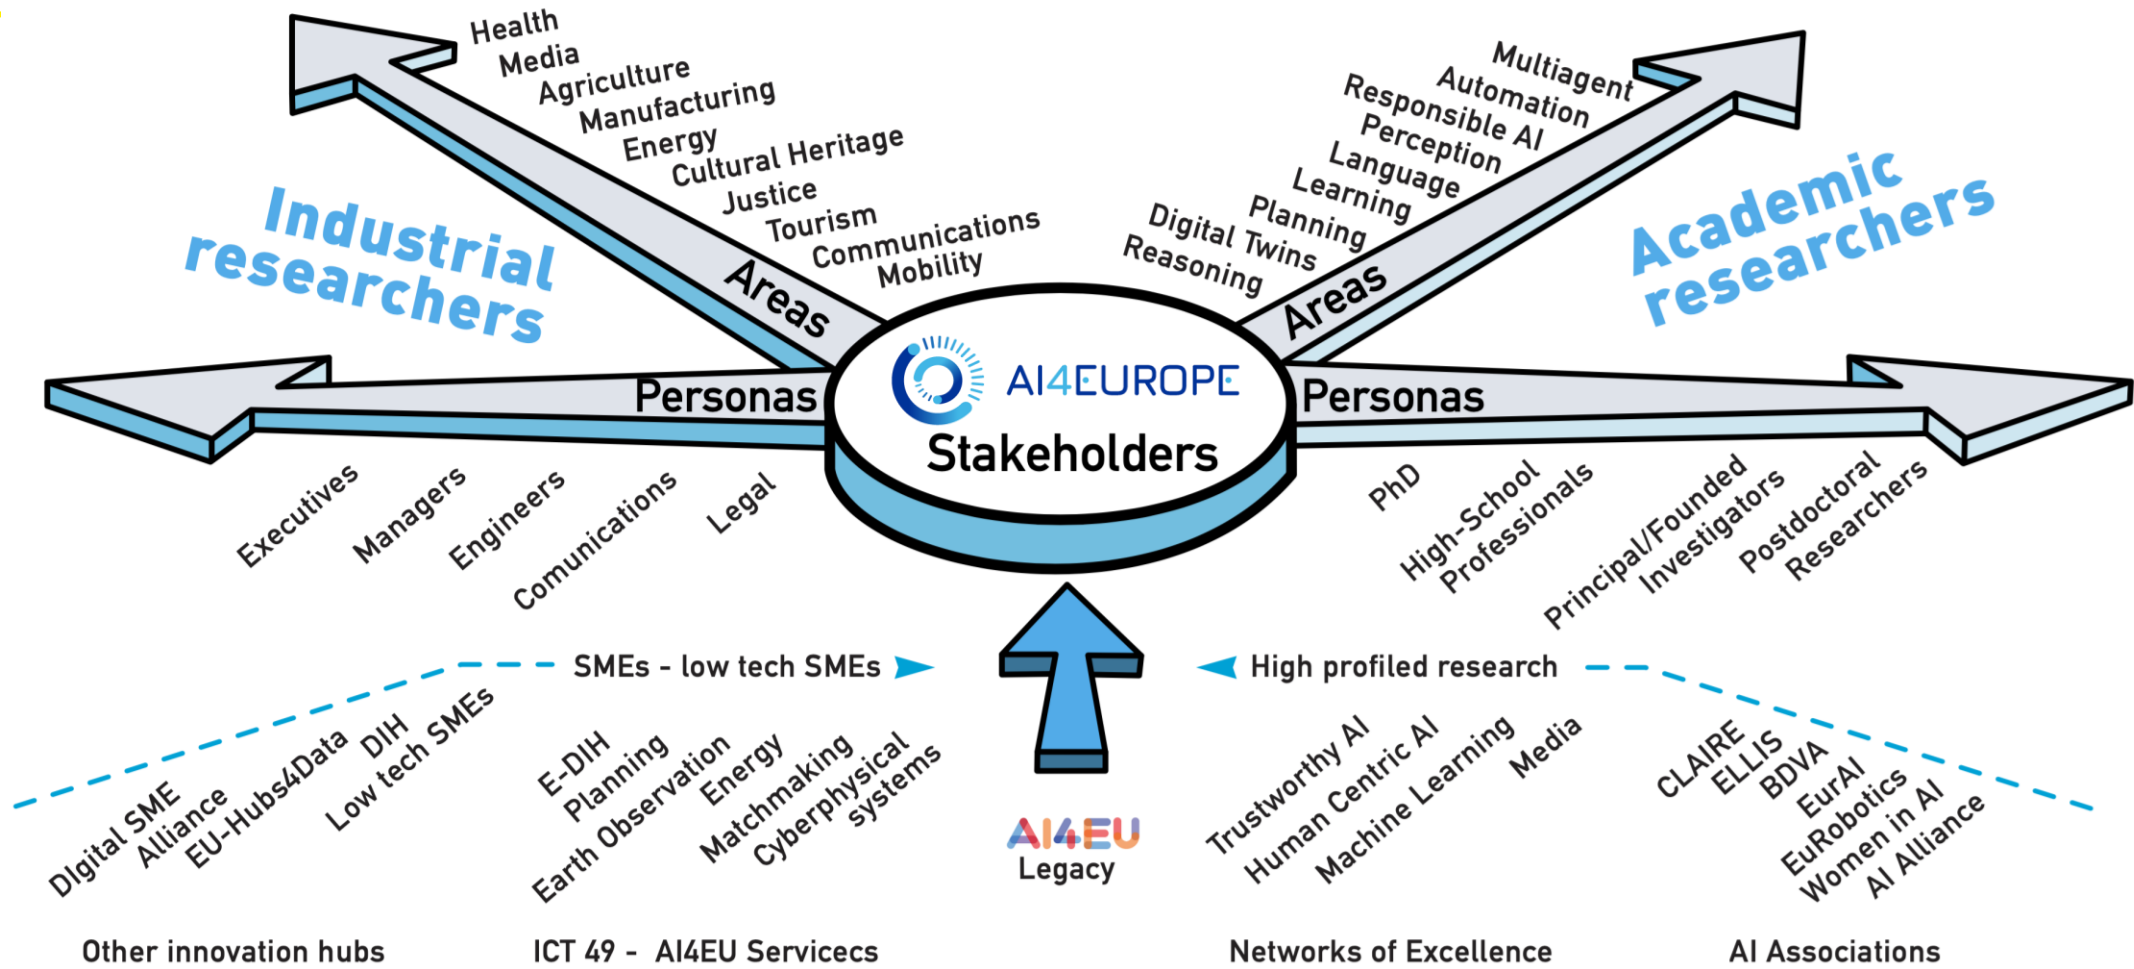 Health
Media
Agriculture
Manufacturing
Energy
Cultural Heritage
Justice
Tourism
Communications
Mobility
Areas
Industrial
researchers
Multiagent
Automation
Responsible AI
Perception
Language
Learning
Planning
Digital Twins
Reasoning
Areas
Academic
researchers
Personas
AI4EUROPE
Stakeholders
Personas
Executives
Managers
Engineers
Comunications
Legal
PhD
High-School
Professionals
Principal/Founded
Investigators
Postdoctoral
Researchers
SMEs - low tech SMEs
High profiled research
DIgital SME
Alliance
EU-Hubs4Data
DIH
Low tech SMEs
E-DIH
Planning
Earth Observation
Energy
Matchmaking
Cyberphysical
systems
AI4EU
Legacy
Trustworthy AI
Human Centric AI
Machine Learning
Media
CLAIRE
ELLIS
BDVA
EurAI
EuRobotics
Women in AI
AI Alliance
Other innovation hubs
ICT 49 - AI4EU Servicecs
Networks of Excellence
AI Associations